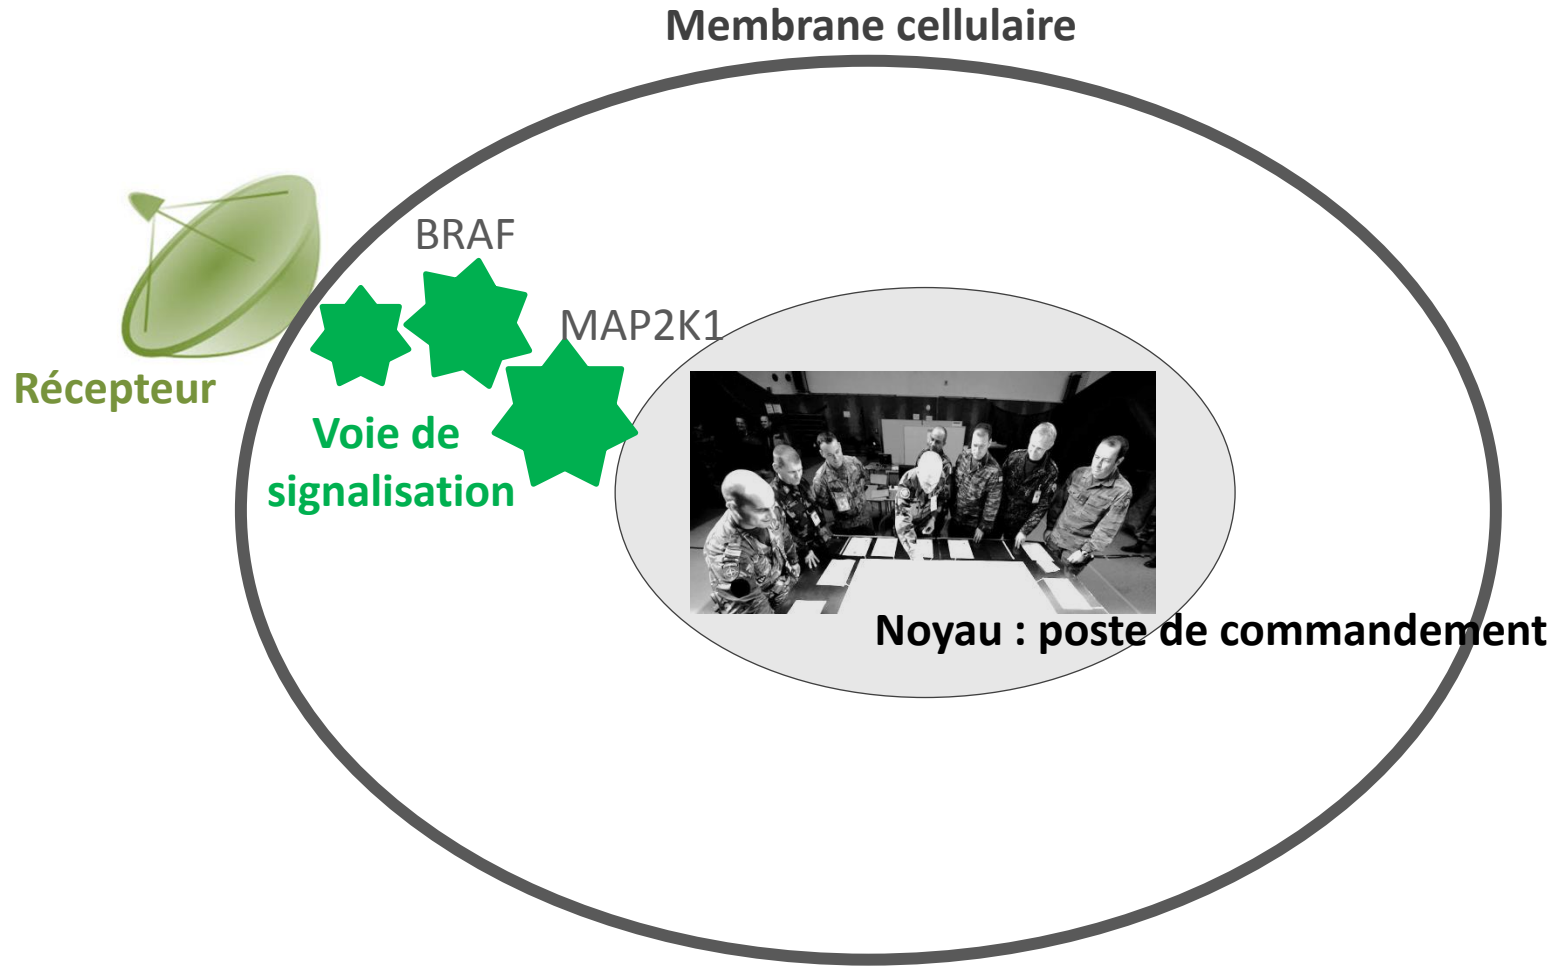 Membrane cellulaire
BRAF
MAP2K1
Récepteur
Voie de
signalisation
Noyau : poste de commandement